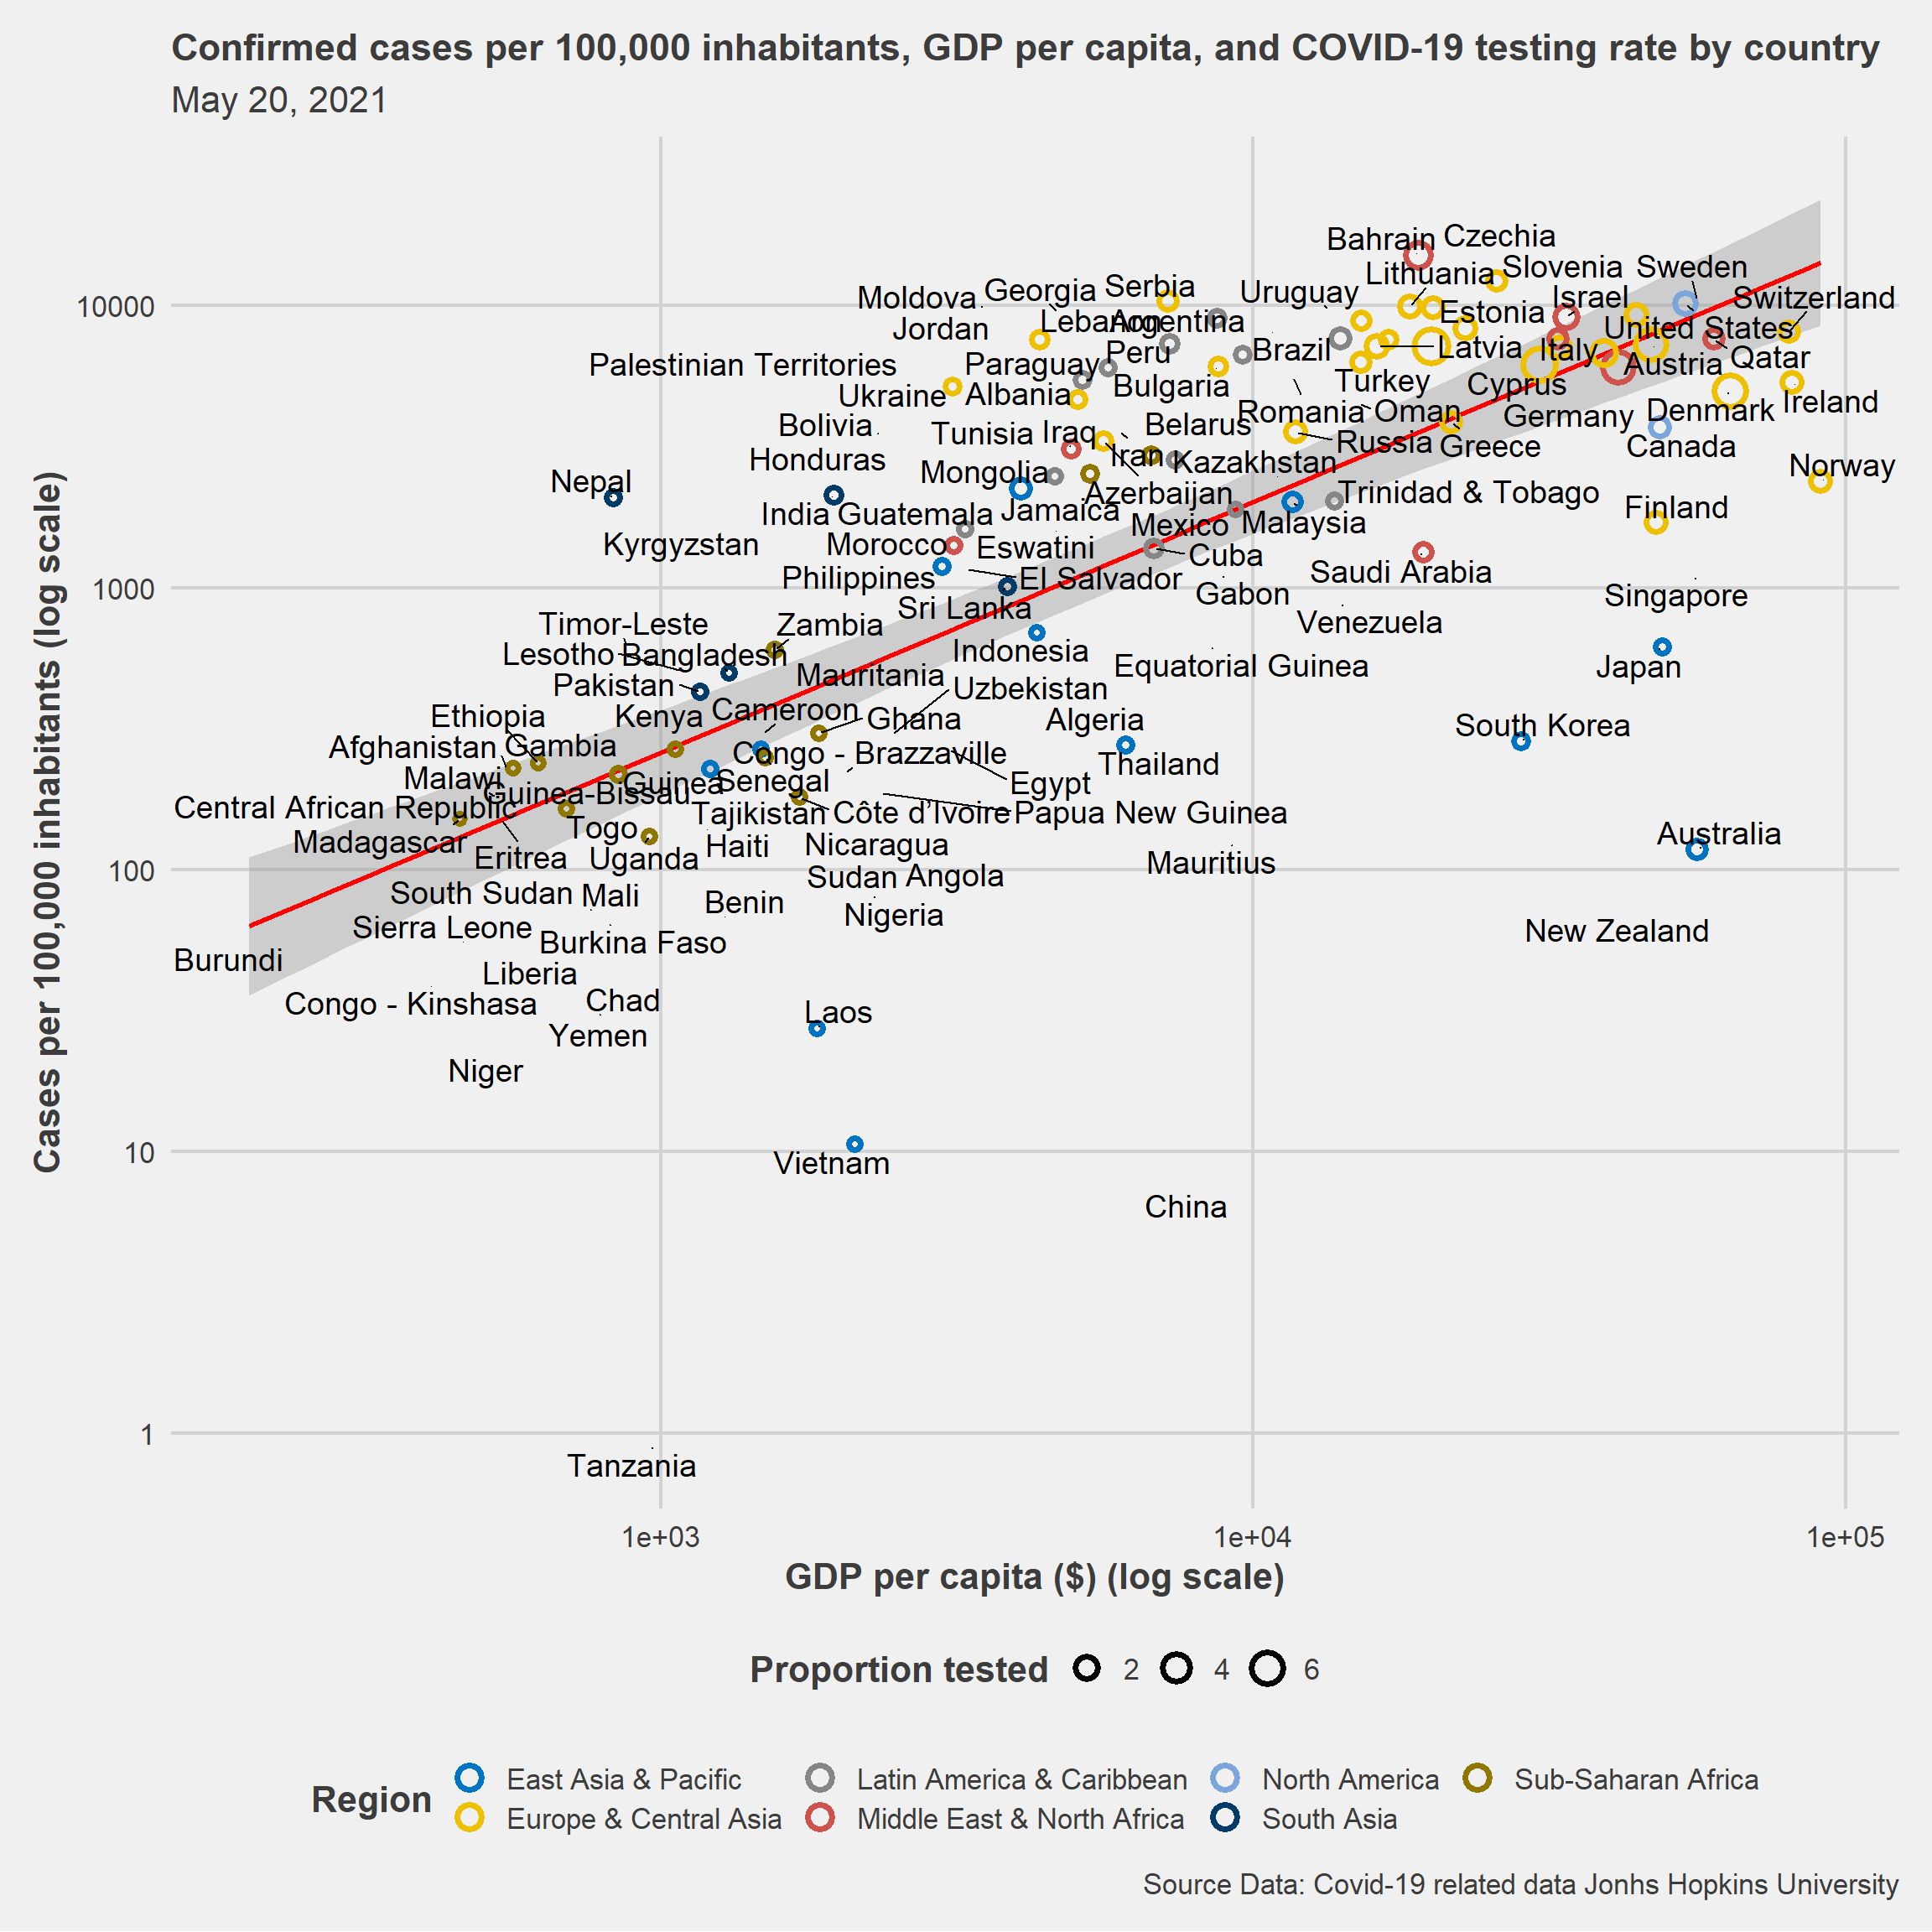 Confirmed cases per 100,000 inhabitants, GDP per capita, and COVID-19 testing rate by country
May 20, 2021
Cases per 100,000 inhabitants (log scale)
10000
1000
100
10
1
Bahrain
Czechia
Lithuania
Slovenia
Sweden
Moldova
Georgia
Serbia
Uruguay
Israel
Switzerland
Jordan
Lebanon
Argentina
Estonia
United States
Palestinian Territories
Paraguay
Peru
Brazil
Latvia
Italy
Austria
Qatar
Ukraine
Albania
Bulgaria
Turkey
Cyprus
Ireland
Bolivia
Tunisia
Iraq
Belarus
Romania
Oman
Germany
Denmark
Honduras
Iran
Kazakhstan
Russia
Greece
Canada
Nepal
Mongolia
Azerbaijan
Trinidad & Tobago
Norway
India
Guatemala
Jamaica
Mexico
Malaysia
Finland
Kyrgyzstan
Morocco
Eswatini
Cuba
Philippines
El Salvador
Saudi Arabia
Gabon
Singapore
Sri Lanka
Timor-Leste
Zambia
Venezuela
Lesotho
Bangladesh
Indonesia
Equatorial Guinea
Japan
Pakistan
Mauritania
Uzbekistan
Ethiopia
Kenya
Cameroon
Ghana
Algeria
South Korea
Afghanistan
Gambia
Congo - Brazzaville
Thailand
Malawi
Guinea-Bissau
Guinea
Senegal
Egypt
Central African Republic
Tajikistan
Côte d’Ivoire
Papua New Guinea
Madagascar
Togo
Eritrea
Uganda
Haiti
Nicaragua
Mauritius
Australia
South Sudan
Mali
Benin
Sudan
Angola
Nigeria
Sierra Leone
Burkina Faso
New Zealand
Burundi
Liberia
Congo - Kinshasa
Chad
Laos
Yemen
Niger
Vietnam
China
Tanzania
1e+03
1e+04
1e+05
GDP per capita ($) (log scale)
Proportion tested 2 4 6
Region
East Asia & Pacific
Latin America & Caribbean
North America
Sub-Saharan Africa
Europe & Central Asia
Middle East & North Africa
South Asia
Source Data: Covid-19 related data Jonhs Hopkins University